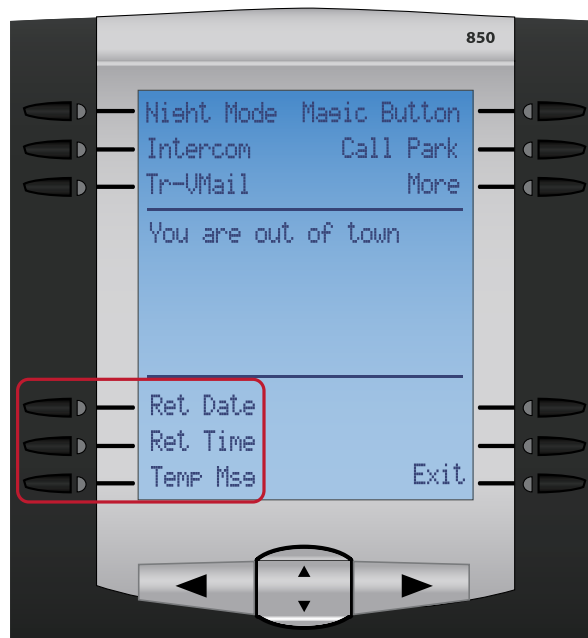 850
Night Mode Magic Button
Intercom Call Park
Tr-VMail More
You are out of town
Ret Date
Ret Time
Temp Msg Exit